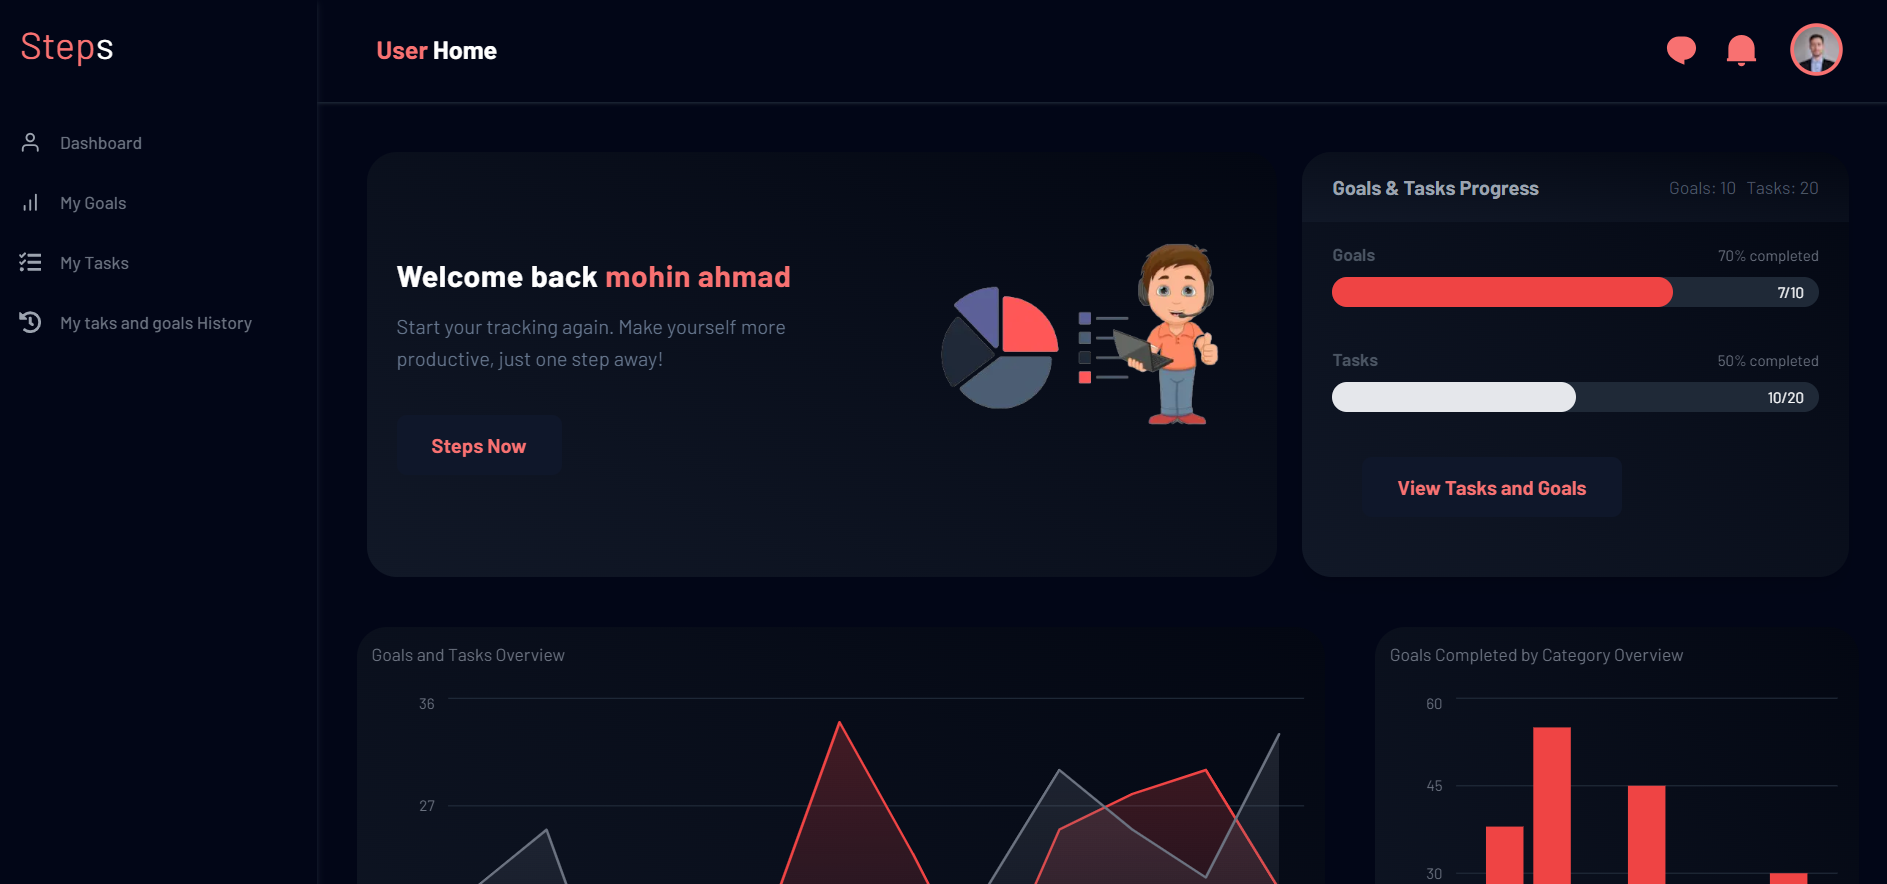 Steps
User Home
Dashboard
My Goals
My Tasks
My taks and goals History
Welcome back mohin ahmad
Start your tracking again. Make yourself more
productive, just one step away!
Steps Now
Goals & Tasks Progress
Goals: 10 Tasks: 20
Goals
70% completed
7/10
Tasks
50% completed
10/20
View Tasks and Goals
Goals and Tasks Overview
36
27
Goals Completed by Category Overview
60
45
30